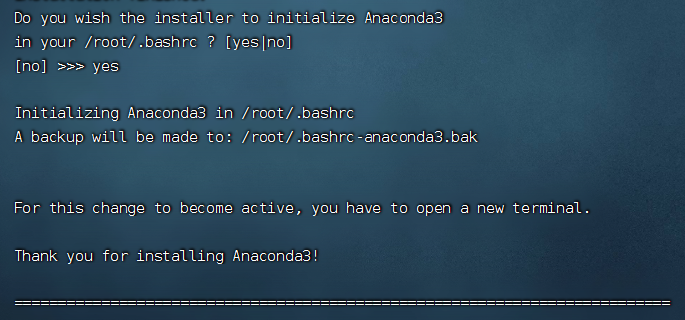 Do you wish the installer to initialize Anaconda3
in your /root/.bashrc ? [yes|no]
[no] >>> yes
Initializing Anaconda3 in /root/.bashrc
A backup will be made to: /root/.bashrc-anaconda3.bak
For this change to become active, you have to open a new terminal.
Thank you for installing Anaconda3!
===========================================================================